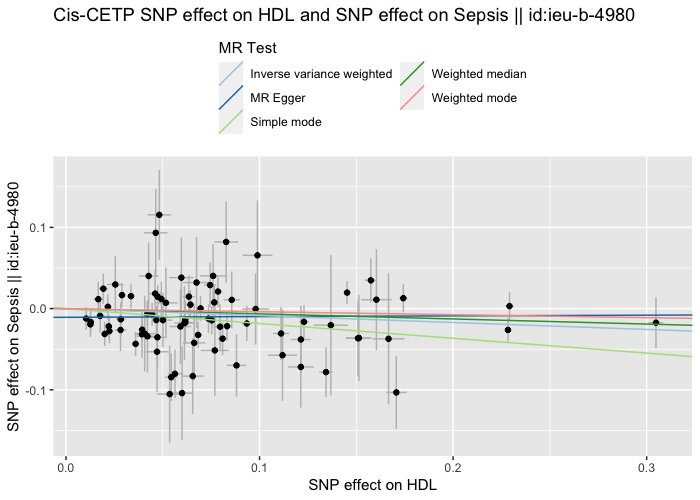 Cis-CETP SNP effect on HDL and SNP effect on Sepsis || id:ieu-b-4980
MR Test
Inverse variance weighted
MR Egger
Simple mode
Weighted median
Weighted mode
SNP effect on Sepsis || id:ieu-b-4980
0.1
0.0
-0.1
0.0 0.1 0.2 0.3
SNP effect on HDL